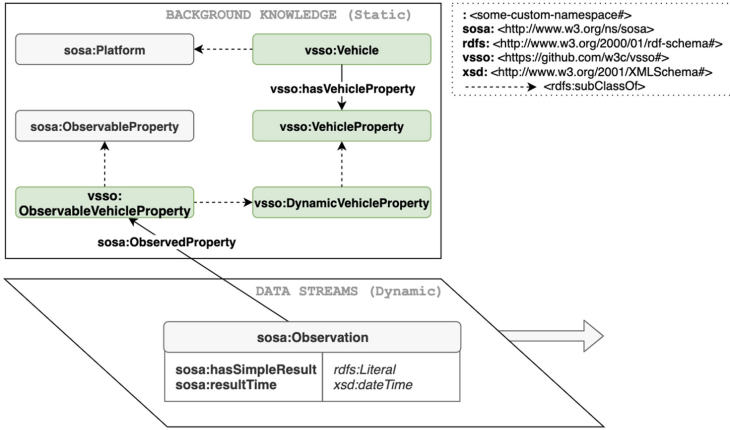 BACKGROUND KNOWLEDGE (Static)
sosa:Platform
vsso:Vehicle
vsso:hasVehicleProperty
sosa:ObservableProperty
vsso:VehicleProperty
vsso:
ObservableVehicleProperty
vsso:DynamicVehicleProperty
sosa:ObservedProperty
: <some-custom-namespace#>
sosa: <http://www.w3.org/ns/sosa>
rdfs: <http://www.w3.org/2000/01/rdf-schema#>
vsso: <https://github.com/w3c/vsso#>
xsd: <http://www.w3.org/2001/XMLSchema#>
<rdfs:subClassOf>
DATA STREAMS (Dynamic)
sosa:Observation
sosa:hasSimpleResult rdfs:Literal
sosa:resultTime xsd:dateTime